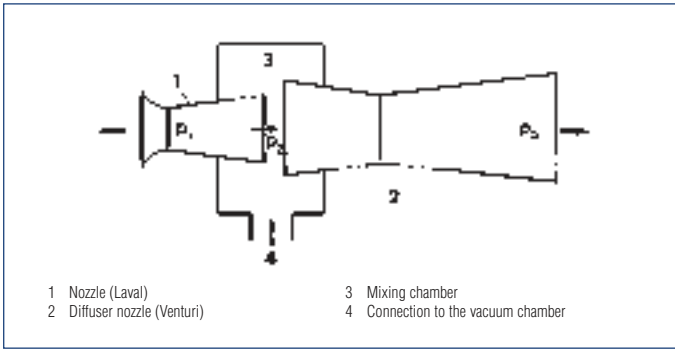 3
1
p₁
p₂
p₃
2
4
1 Nozzle (Laval)
2 Diffuser nozzle (Venturi)
3 Mixing chamber
4 Connection to the vacuum chamber